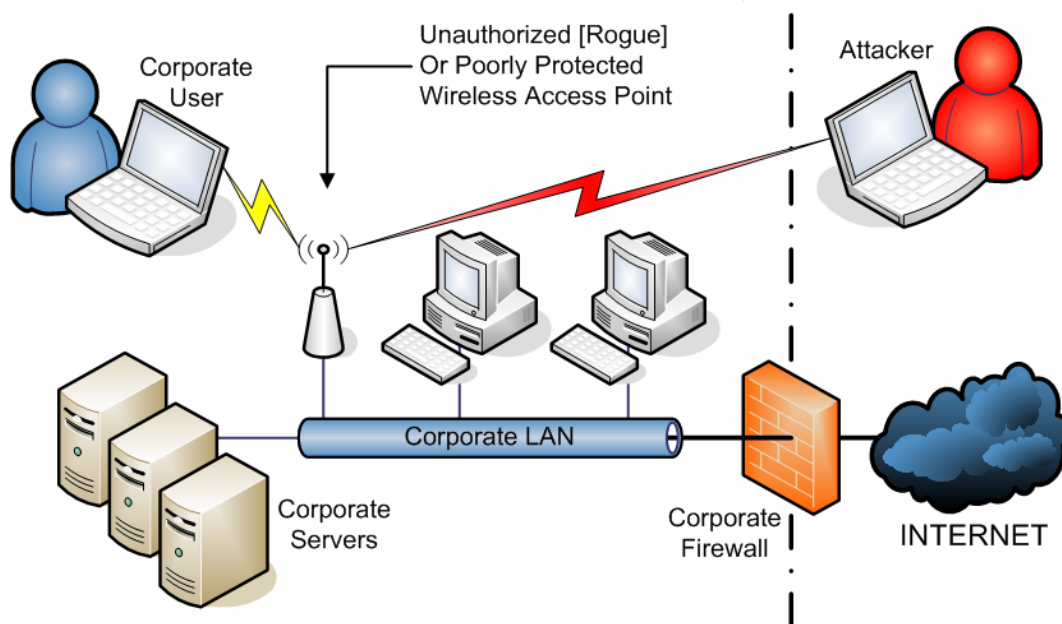 Unauthorized [Rogue]
Or Poorly Protected
Wireless Access Point
Corporate
User
Attacker
Corporate LAN
Corporate
Servers
Corporate
Firewall
INTERNET